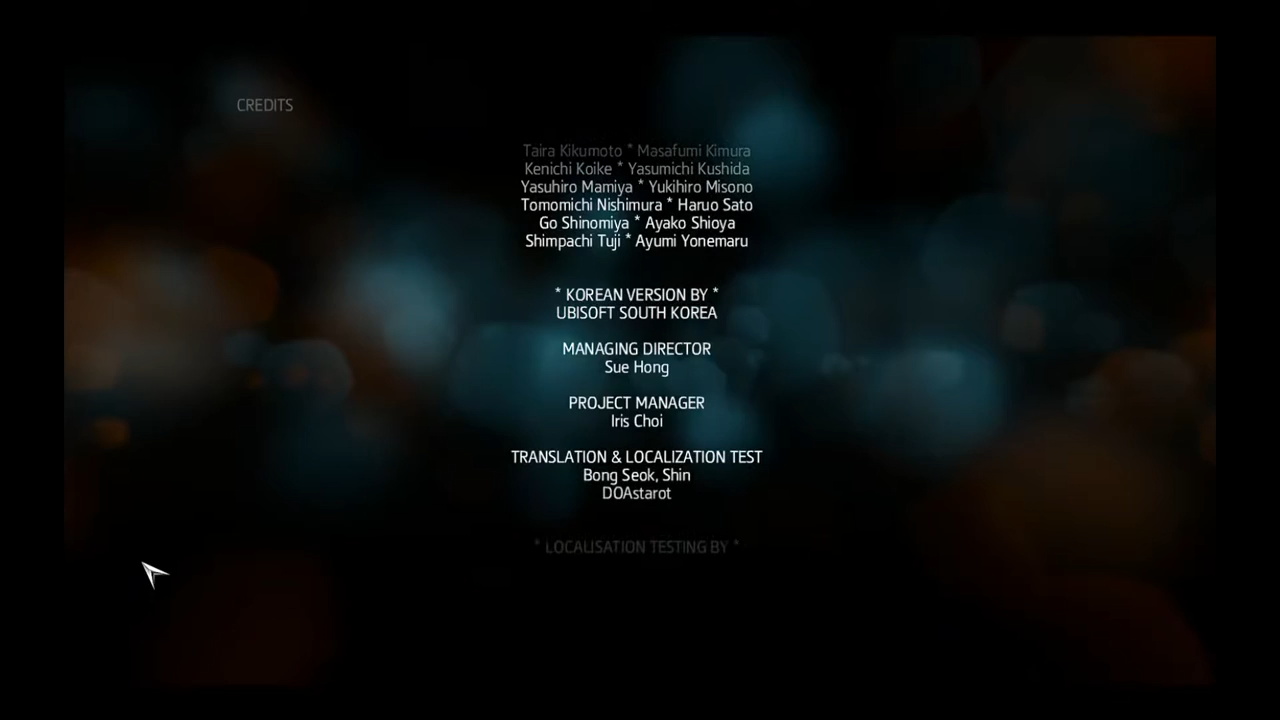 CREDITS
Taira Kikumoto * Masafumi Kimura
Kenichi Koike * Yasumichi Kushida
Yasuhiro Mamiya * Yukihiro Misono
Tomomichi Nishimura * Haruo Sato
Go Shinomiya * Ayako Shioya
Shimpachi Tuji * Ayumi Yonemaru
* KOREAN VERSION BY *
UBISOFT SOUTH KOREA
MANAGING DIRECTOR
Sue Hong
PROJECT MANAGER
Iris Choi
TRANSLATION & LOCALIZATION TEST
Bong Seok, Shin
DOAstarot
* LOCALISATION TESTING BY *